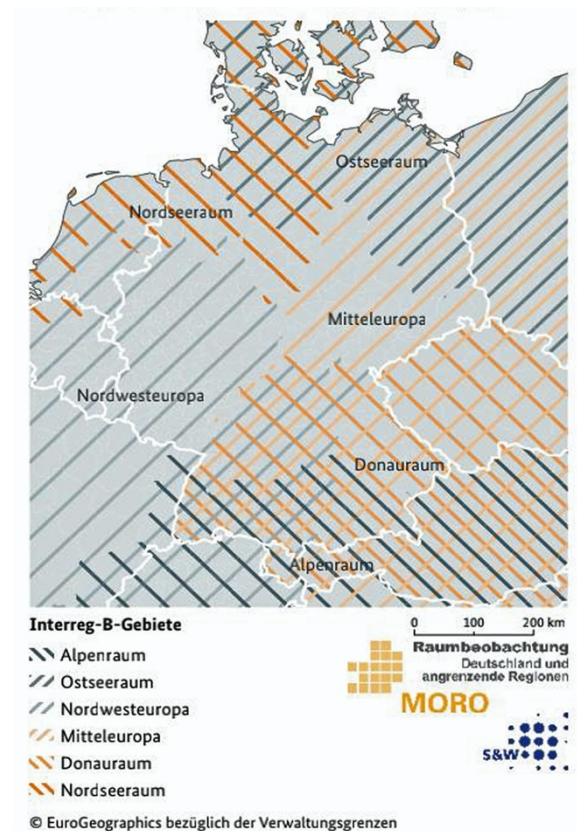 Ostseeraum
Nordseeraum
Mitteleuropa
Nordwesteuropa
Donauraum
Alpenraum
Interreg-B-Gebiete
Alpenraum
Ostseeraum
Nordwesteuropa
Mitteleuropa
Donauraum
Nordseeraum
0 100 200 km
Raumbeobachtung
Deutschland und
angrenzende Regionen
MORO
S&W
© EuroGeographics bezüglich der Verwaltungsgrenzen